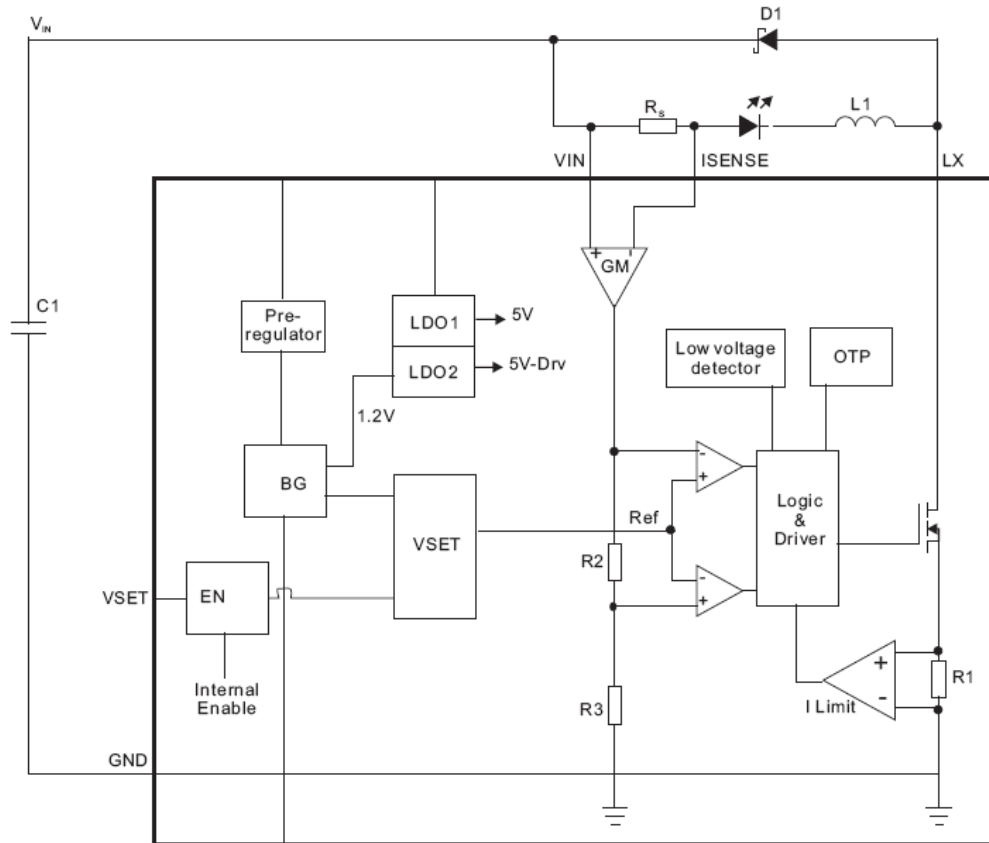 D1
VIN
Rs
L1
VIN
ISENSE
LX
+
-
GM
C1
Pre-
regulator
LDO1
5V
LDO2
5V-Drv
Low voltage
detector
OTP
1.2V
BG
-
+
Logic
&
Driver
VSET
Ref
R2
-
+
VSET
EN
Internal
Enable
R3
+
-
R1
I Limit
GND